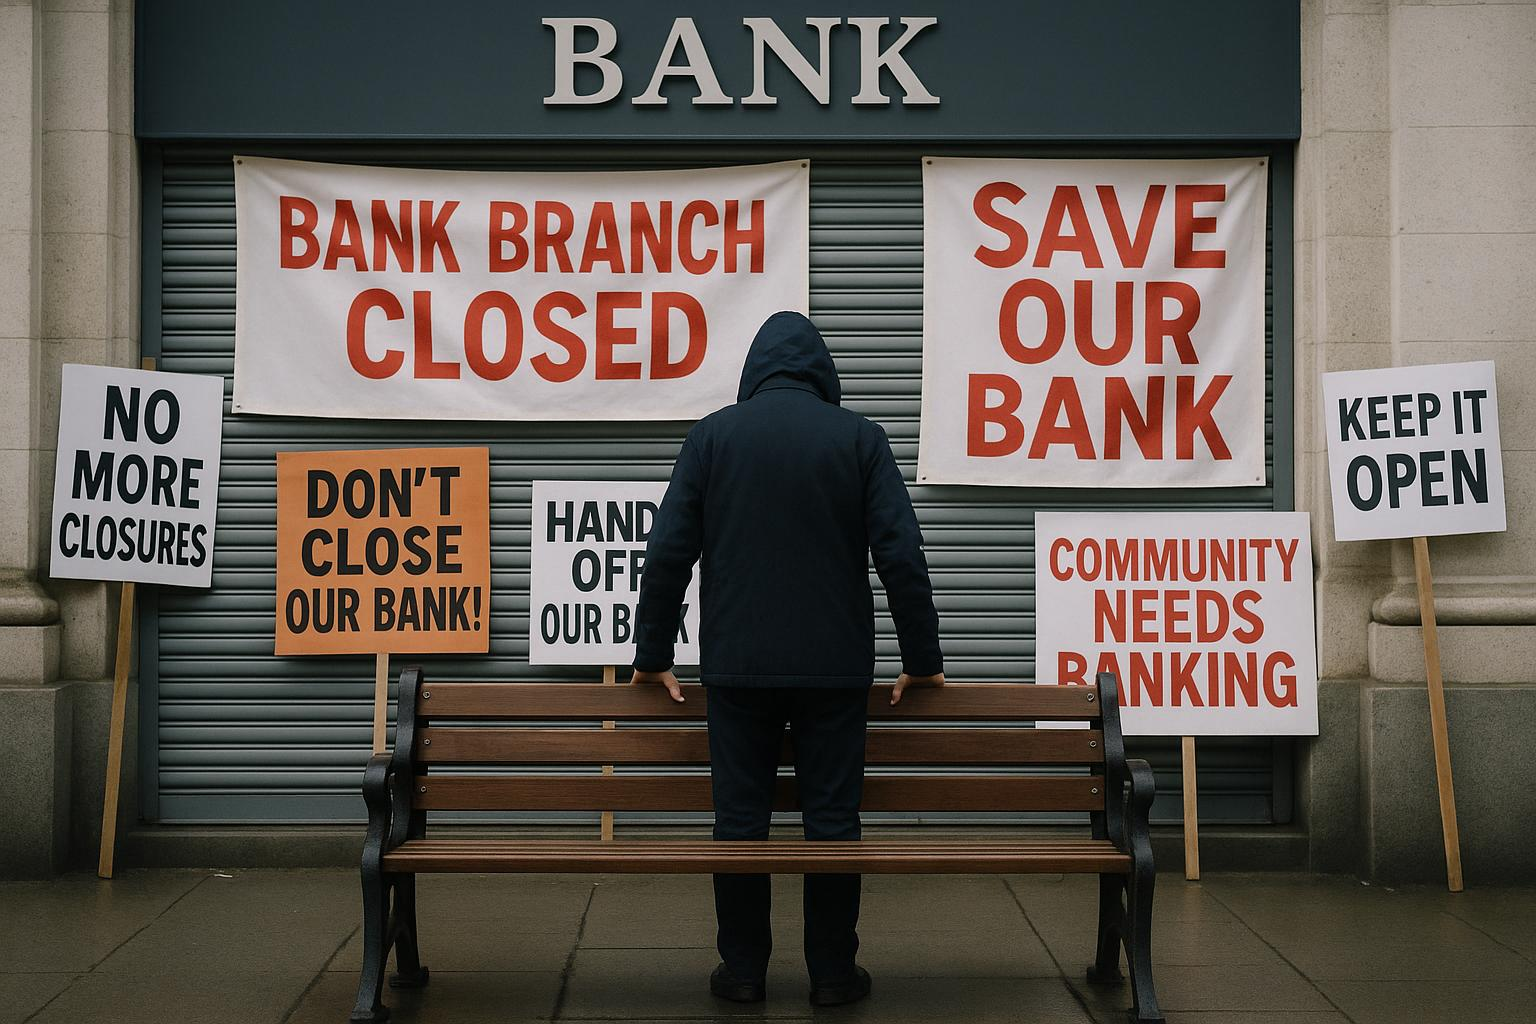 BANK
BANK BRANCH
CLOSED
SAVE
OUR
BANK
NO
MORE
CLOSURES
DON'T
CLOSE
OUR BANK!
OUR
COMMUNITY
NEEDS
BANKING
KEEP IT
OPEN